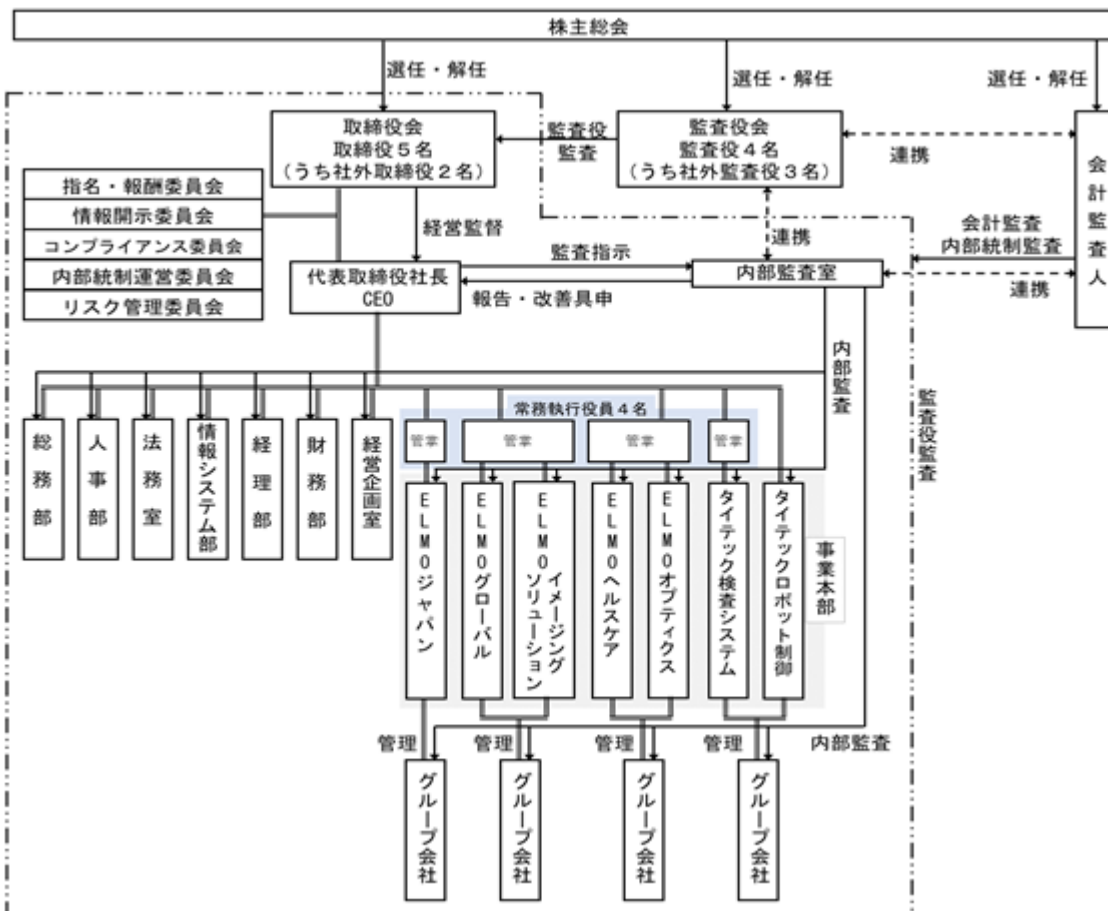 株主総会
選任・解任
選任・解任
選任・解任
取締役会
取締役5名
(うち社外取締役2名)
監査役
監査
監査役会
監査役4名
(うち社外監査役3名)
連携
会計監査人
指名・報酬委員会
情報開示委員会
コンプライアンス委員会
内部統制運営委員会
リスク管理委員会
経営監督
連携
会計監査
内部統制監査
代表取締役社長
CEO
監査指示
報告・改善具申
内部監査室
連携
内部監査
監査役監査
常務執行役員4名
管掌
管掌
管掌
管掌
総務部
人事部
法務室
情報システム部
経理部
財務部
経営企画室
ELMOジャパン
ELMOグローバル
ELMOイメージング
ソリューション
ELMOヘルスケア
ELMOオプティクス
タイテック検査システム
タイテックロボット制御
事業本部
管理
管理
管理
管理
内部監査
グループ会社
グループ会社
グループ会社
グループ会社